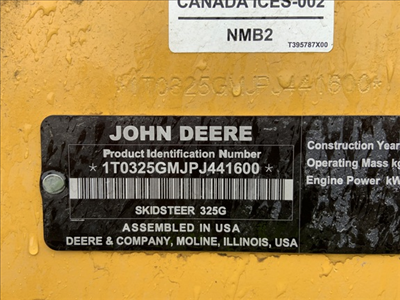 CANADA ICES-002
NMB2
T395787X00
*1T0325GMJPJ441600*
JOHN DEERE
Product Identification Number
*1T0325GMJPJ441600*
SKIDSTEER 325G
ASSEMBLED IN USA
DEERE & COMPANY, MOLINE, ILLINOIS, USA
Construction Year
Operating Mass kg
Engine Power kW